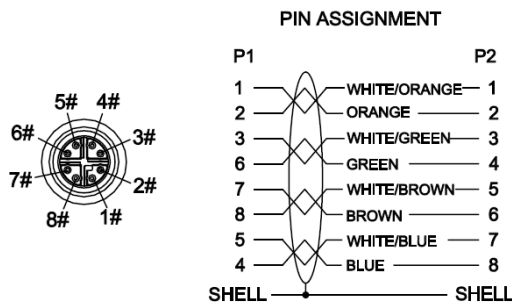 PIN ASSIGNMENT
P1 P2
5# 4#
6# 3#
7# 2#
8# 1#
1 WHITE/ORANGE 1
2 ORANGE 2
3 WHITE/GREEN 3
6 GREEN 4
7 WHITE/BROWN 5
8 BROWN 6
5 WHITE/BLUE 7
4 BLUE 8
SHELL SHELL